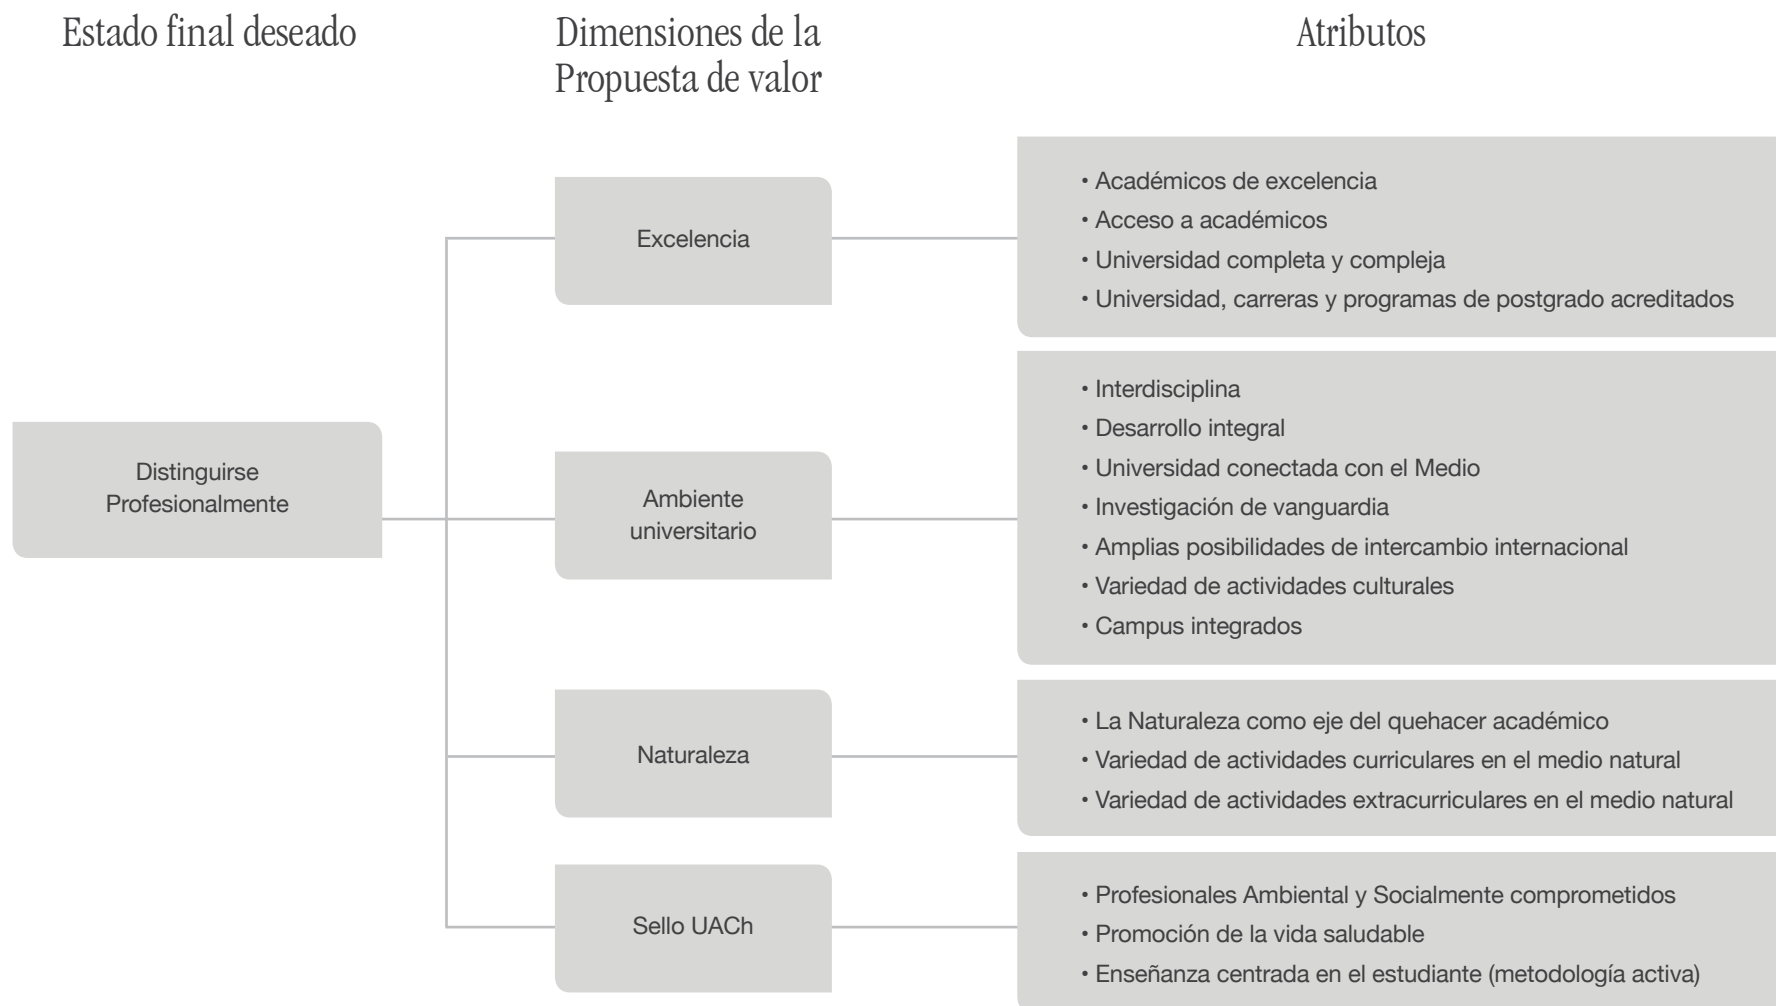 Estado final deseado
Dimensiones de la
Propuesta de valor
Atributos
Distinguirse
Profesionalmente
Excelencia
• Académicos de excelencia
• Acceso a académicos
• Universidad completa y compleja
• Universidad, carreras y programas de postgrado acreditados
Ambiente
universitario
• Interdisciplina
• Desarrollo integral
• Universidad conectada con el Medio
• Investigación de vanguardia
• Amplias posibilidades de intercambio internacional
• Variedad de actividades culturales
• Campus integrados
Naturaleza
• La Naturaleza como eje del quehacer académico
• Variedad de actividades curriculares en el medio natural
• Variedad de actividades extracurriculares en el medio natural
Sello UACh
• Profesionales Ambiental y Socialmente comprometidos
• Promoción de la vida saludable
• Enseñanza centrada en el estudiante (metodología activa)